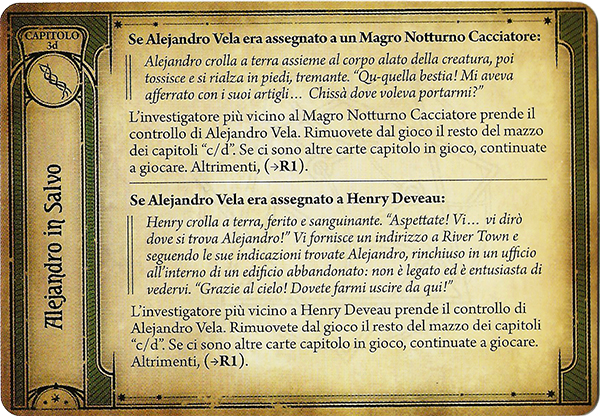 CAPITOLO
3d
Alejandro in Salvo
Se Alejandro Vela era assegnato a un Magro Notturno Cacciatore:
Alejandro crolla a terra assieme al corpo alato della creatura, poi
tossisce e si rialza in piedi, tremante. “Qu-quella bestia! Mi aveva
afferrato con i suoi artigli… Chissà dove voleva portarmi?”
L’investigatore più vicino al Magro Notturno Cacciatore prende il
controllo di Alejandro Vela. Rimuovete dal gioco il resto del mazzo
dei capitoli “c/d”. Se ci sono altre carte capitolo in gioco, continuate
a giocare. Altrimenti, (→R1).
Se Alejandro Vela era assegnato a Henry Deveau:
Henry crolla a terra, ferito e sanguinante. “Aspettate! Vi… vi dirò
dove si trova Alejandro!” Vi fornisce un indirizzo a River Town e
seguendo le sue indicazioni trovate Alejandro, rinchiuso in un ufficio
all’interno di un edificio abbandonato: non è legato ed è entusiasta di
vedervi. “Grazie al cielo! Dovete farmi uscire da qui!”
L’investigatore più vicino a Henry Deveau prende il controllo di
Alejandro Vela. Rimuovete dal gioco il resto del mazzo dei capitoli
“c/d”. Se ci sono altre carte capitolo in gioco, continuate a giocare.
Altrimenti, (→R1).